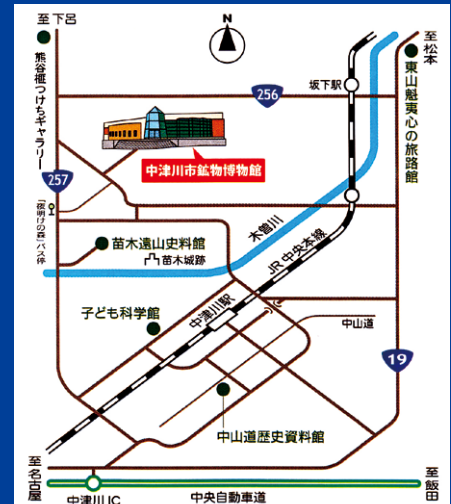 至下呂
N
至松本
熊谷榧つけちギャラリー
256
坂下駅
東山魁夷心の旅路館
中津川市鉱物博物館
257
「夜明けの森」バス停
木曽川
苗木遠山史料館
苗木城跡
JR中央本線
子ども科学館
中津川駅
中山道
19
中山道歴史資料館
至名古屋
中津川IC
中央自動車道
至飯田